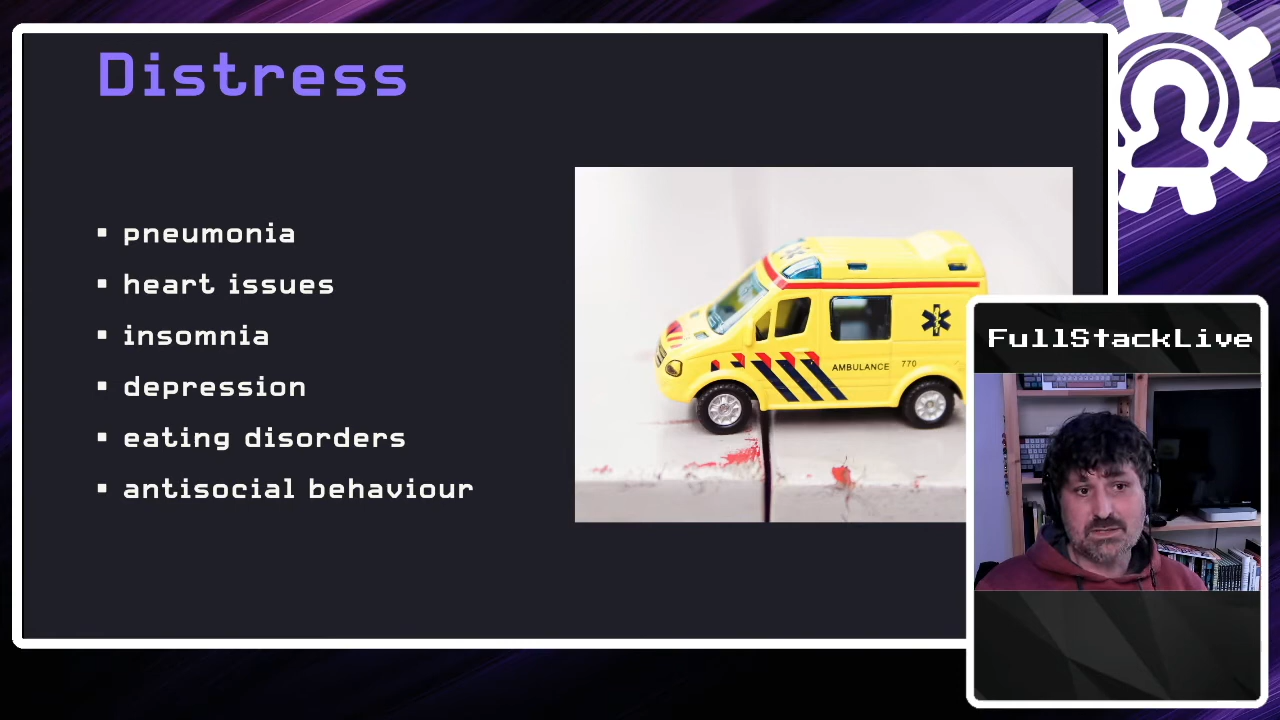 Distress
▪ pneumonia
▪ heart issues
▪ insomnia
▪ depression
▪ eating disorders
▪ antisocial behaviour
AMBULANCE 770
FullStackLive